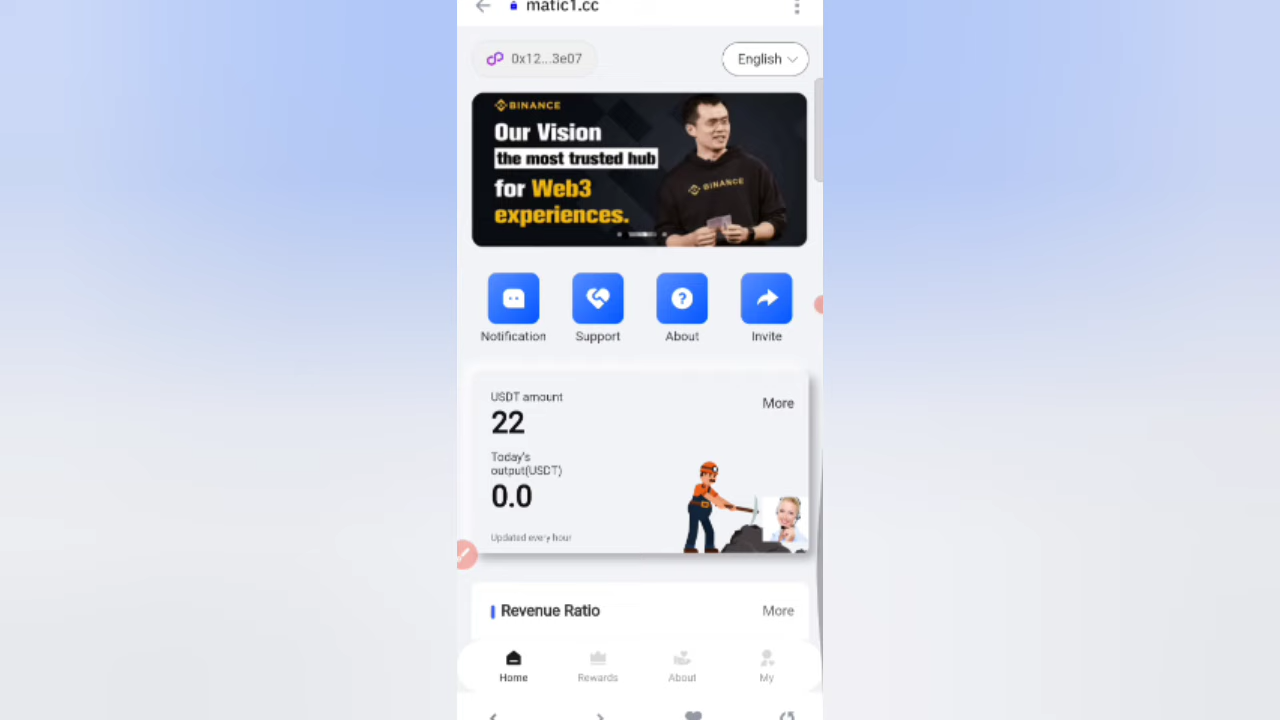 matic1.cc
0x12...3e07
English
BINANCE
Our Vision
the most trusted hub
for Web3
experiences.
BINANCE
Notification
Support
About
Invite
USDT amount
More
22
Today's
output(USDT)
0.0
Updated every hour
Revenue Ratio
More
Home
Rewards
About
My